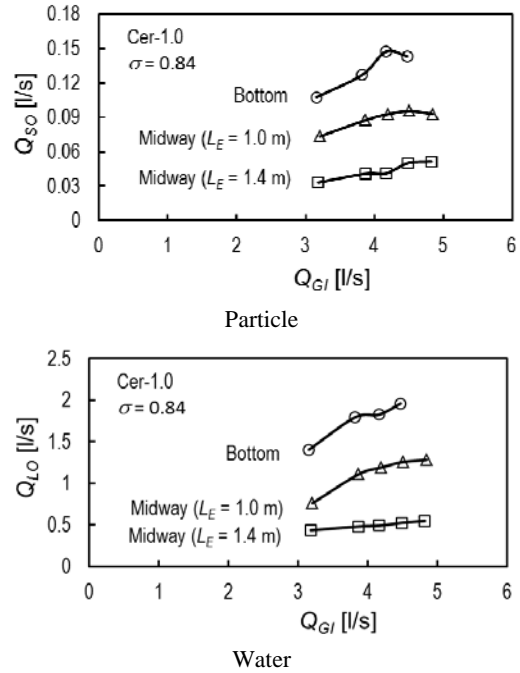 0.18
0.15
0.12
0.09
0.06
0.03
0
Q_SO [l/s]
Cer-1.0
σ = 0.84
Bottom
Midway (L_E = 1.0 m)
Midway (L_E = 1.4 m)
0 1 2 3 4 5 6
Q_GI [l/s]
Particle
2.5
2
1.5
1
0.5
0
Q_LO [l/s]
Cer-1.0
σ = 0.84
Bottom
Midway (L_E = 1.0 m)
Midway (L_E = 1.4 m)
0 1 2 3 4 5 6
Q_GI [l/s]
Water